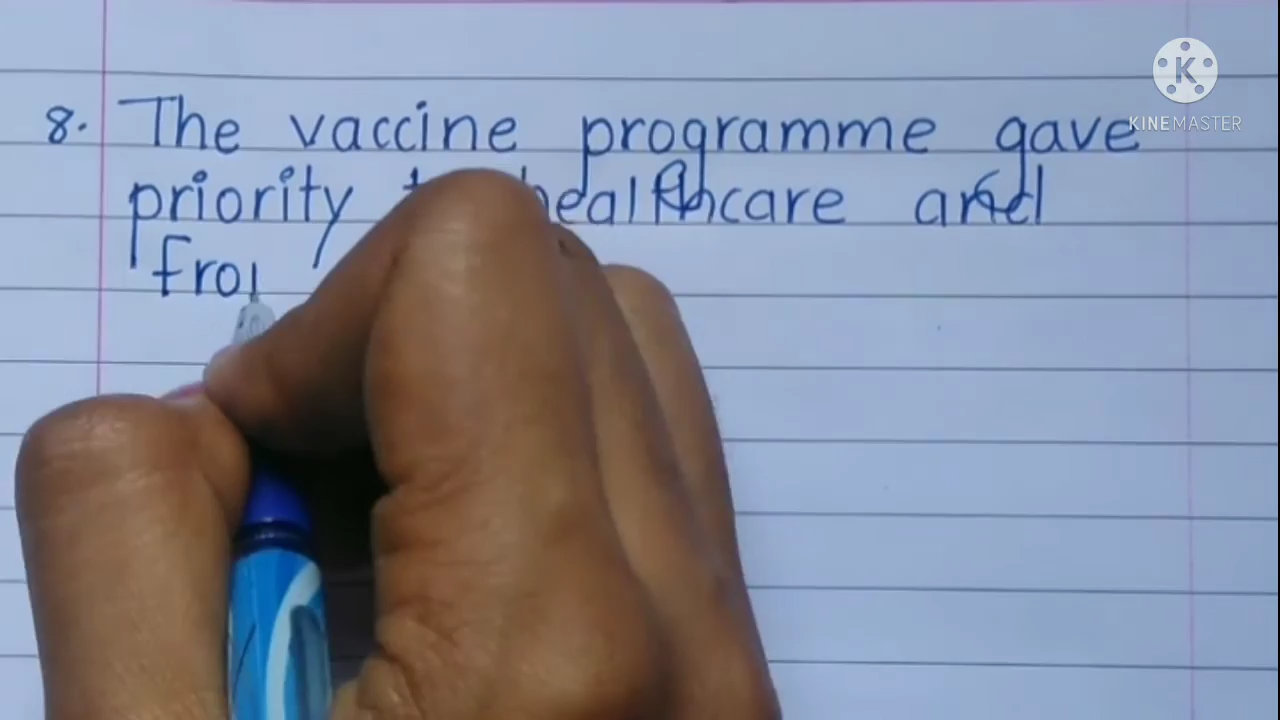 8. The vaccine programme gave
priority healthcare and
fro
KINEMASTER